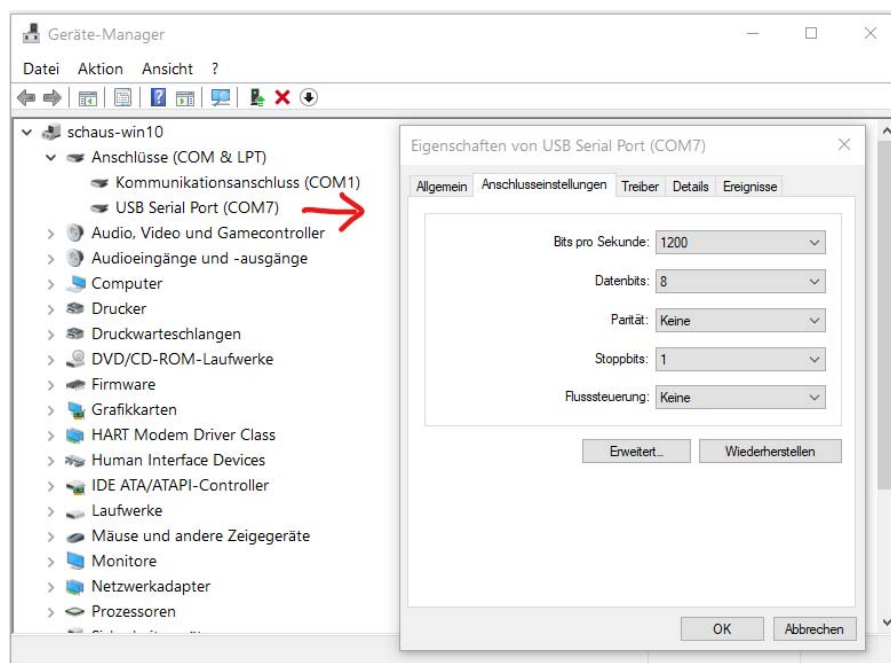 Geräte-Manager
Datei Aktion Ansicht ?
schaus-win10
Anschlüsse (COM & LPT)
Kommunikationsanschluss (COM1)
USB Serial Port (COM7)
Audio, Video und Gamecontroller
Audioeingänge und -ausgänge
Computer
Drucker
Druckwarteschlangen
DVD/CD-ROM-Laufwerke
Firmware
Grafikkarten
HART Modem Driver Class
Human Interface Devices
IDE ATA/ATAPI-Controller
Laufwerke
Mäuse und andere Zeigegeräte
Monitore
Netzwerkadapter
Prozessoren
Eigenschaften von USB Serial Port (COM7)
Allgemein Anschlusseinstellungen Treiber Details Ereignisse
Bits pro Sekunde: 1200
Datenbits: 8
Parität: Keine
Stoppbits: 1
Flusssteuerung: Keine
Erweitert... Wiederherstellen
OK Abbrechen